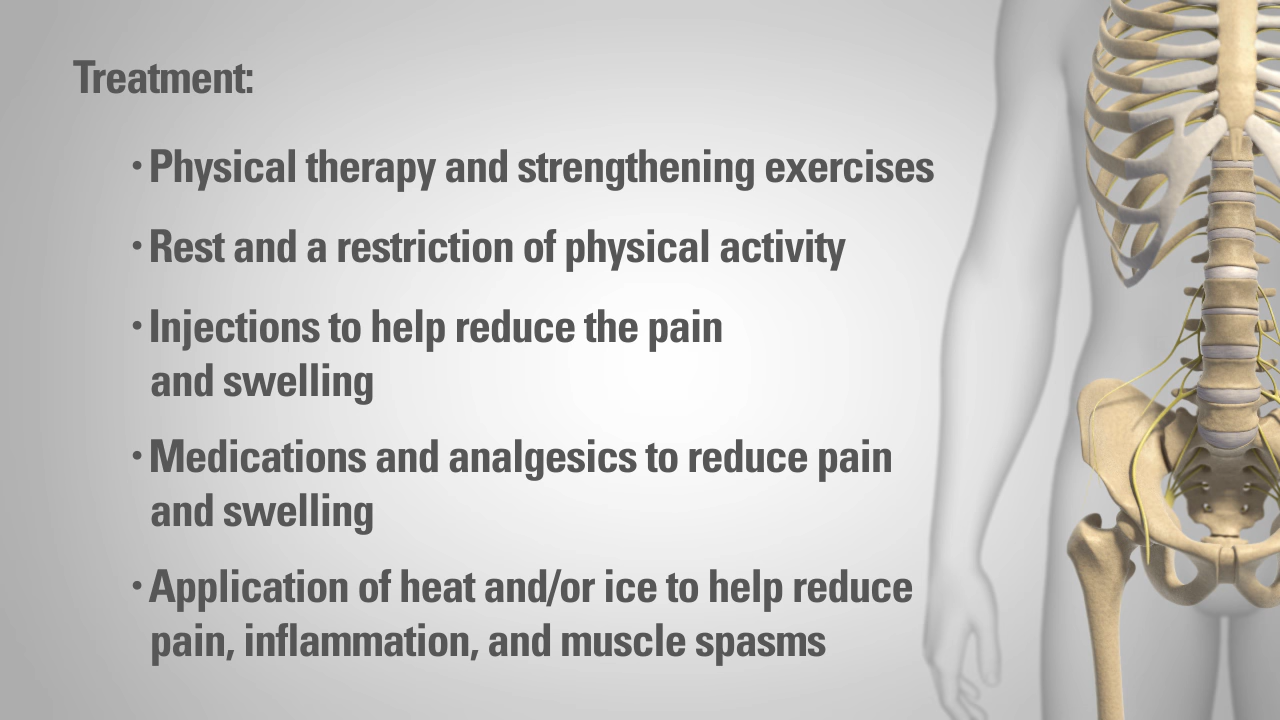 Treatment:
• Physical therapy and strengthening exercises
• Rest and a restriction of physical activity
• Injections to help reduce the pain
and swelling
• Medications and analgesics to reduce pain
and swelling
• Application of heat and/or ice to help reduce
pain, inflammation, and muscle spasms